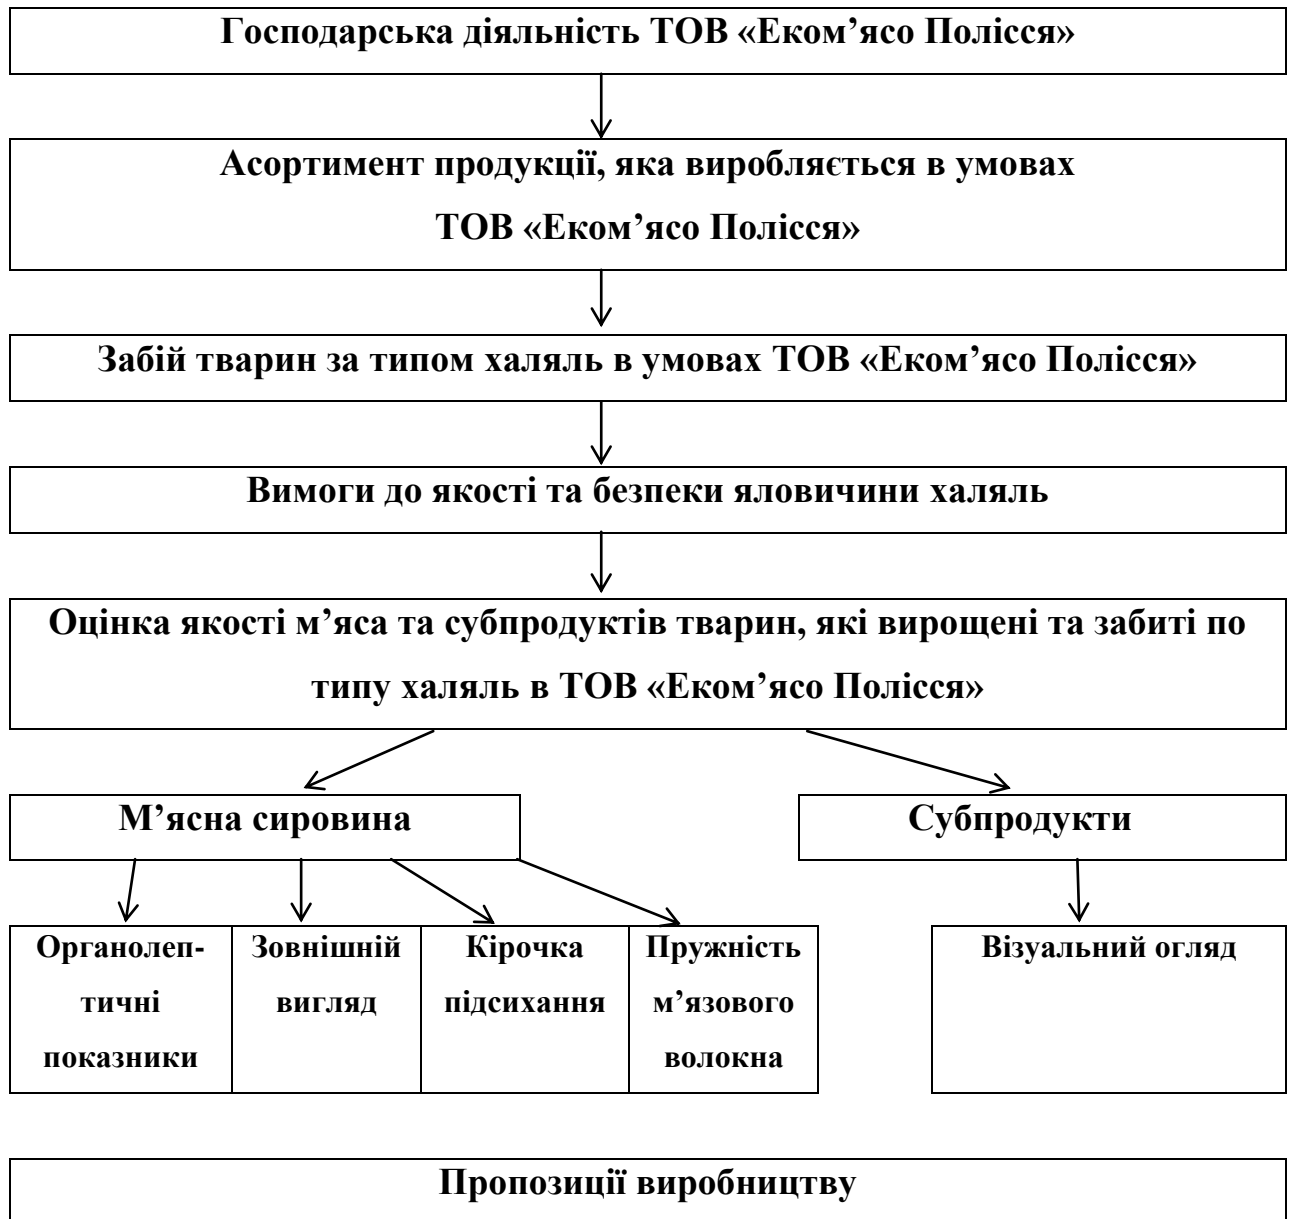 Господарська діяльність ТОВ «Еком’ясо Полісся»
Асортимент продукції, яка виробляється в умовах
ТОВ «Еком’ясо Полісся»
Забій тварин за типом халяль в умовах ТОВ «Еком’ясо Полісся»
Вимоги до якості та безпеки яловичини халяль
Оцінка якості м’яса та субпродуктів тварин, які вирощені та забиті по
типу халяль в ТОВ «Еком’ясо Полісся»
М’ясна сировина
Субпродукти
Органолеп-
тичні
показники
Зовнішній
вигляд
Кірочка
підсихання
Пружність
м’язового
волокна
Візуальний огляд
Пропозиції виробництву